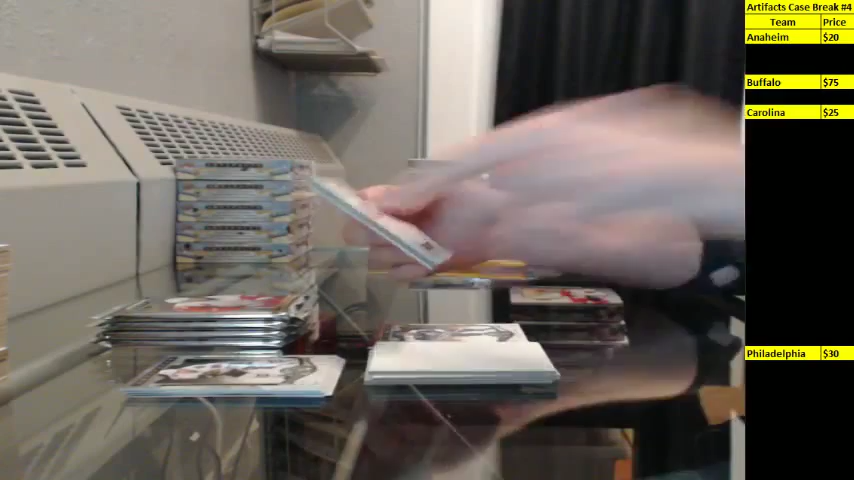 Artifacts Case Break #4
Team Price
Anaheim $20
Buffalo $75
Carolina $25
Philadelphia $30